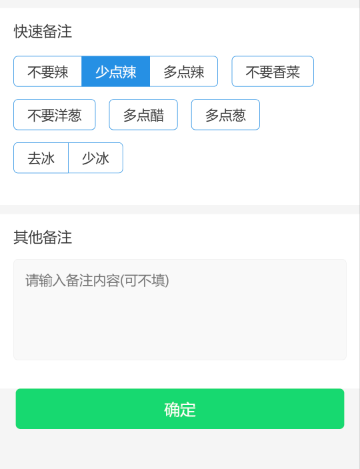 快速备注
不要辣 少点辣 多点辣 不要香菜
不要洋葱 多点醋 多点葱
去冰 少冰
其他备注
请输入备注内容(可不填)
确定